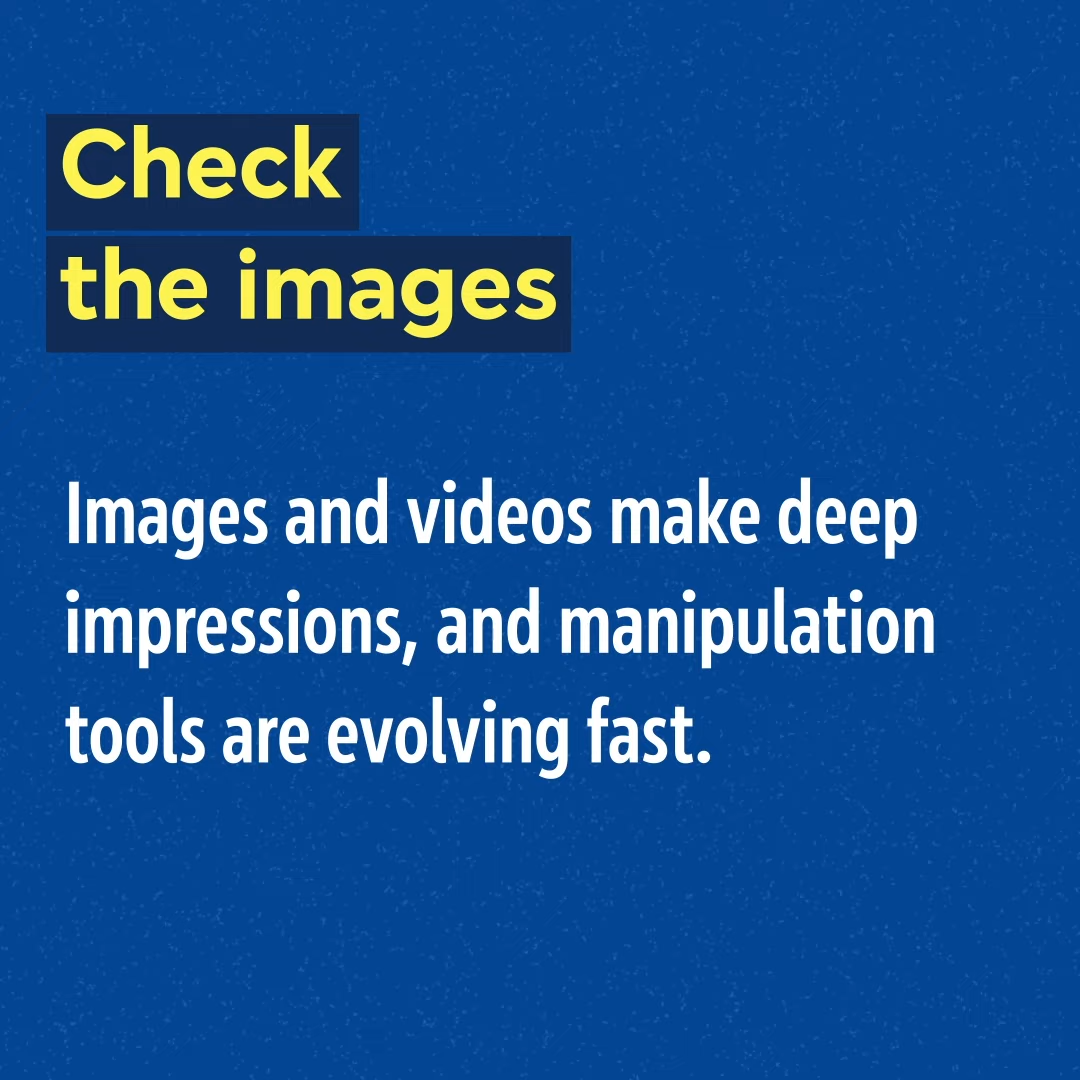 Check
the images
Images and videos make deep
impressions, and manipulation
tools are evolving fast.